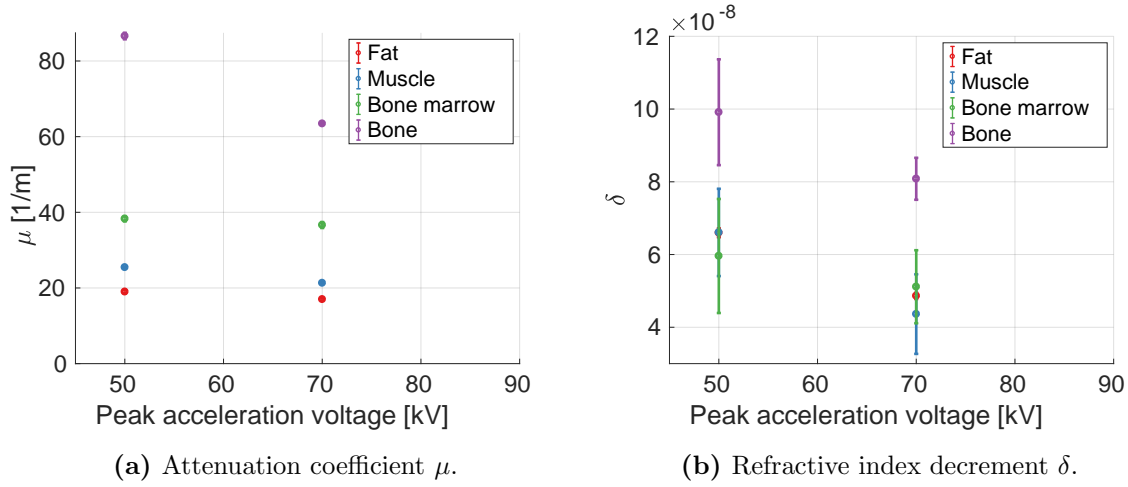 80
60
40
20
0
μ [1/m]
50 60 70 80 90
Peak acceleration voltage [kV]
Fat
Muscle
Bone marrow
Bone
(a) Attenuation coefficient μ.
×10⁻⁸
12
10
8
6
4
δ
50 60 70 80 90
Peak acceleration voltage [kV]
Fat
Muscle
Bone marrow
Bone
(b) Refractive index decrement δ.